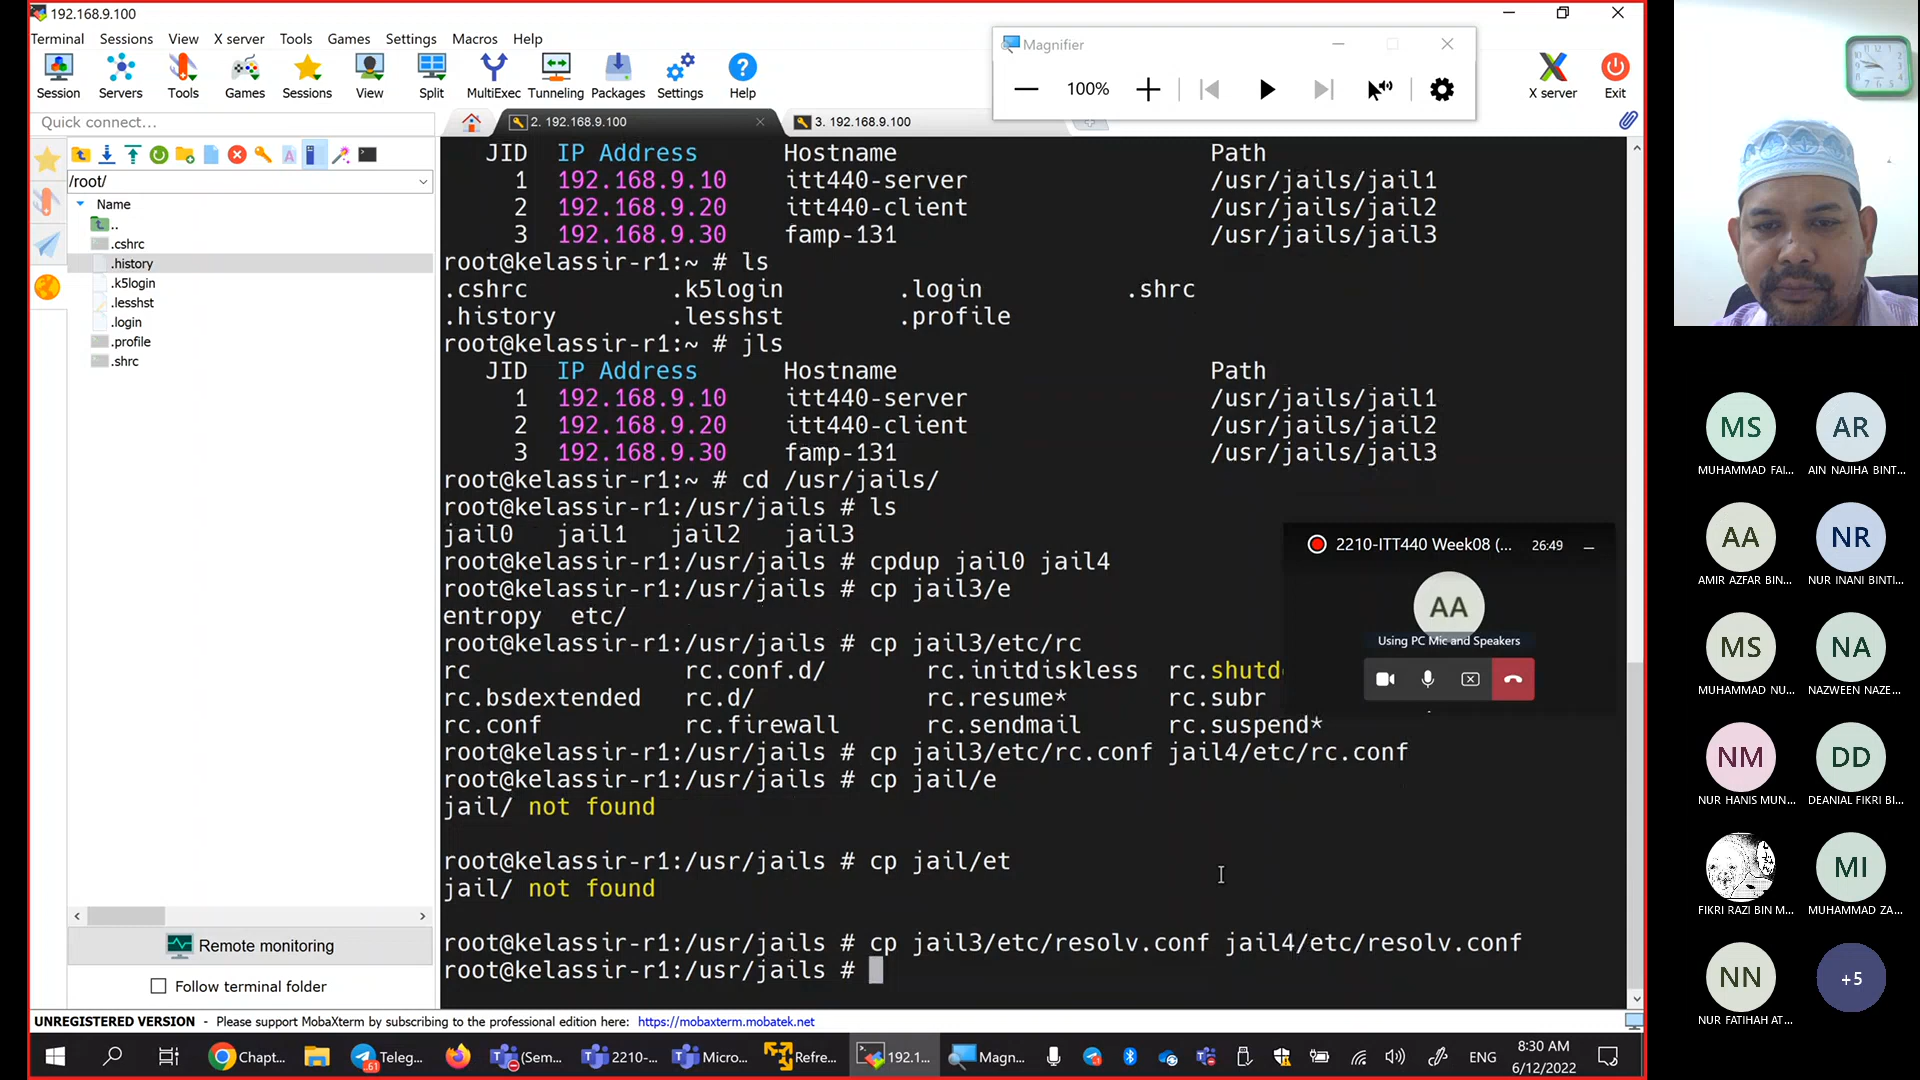 192.168.9.100
Terminal Sessions View X server Tools Games Settings Macros Help
Session Servers Tools Games Sessions View Split MultiExec Tunneling Packages Settings Help
X server Exit
Magnifier
100%
Quick connect...
2. 192.168.9.100
3. 192.168.9.100
/root/
Name
..
.cshrc
.history
.k5login
.lesshst
.login
.profile
.shrc
Remote monitoring
Follow terminal folder
JID IP Address Hostname Path
1 192.168.9.10 itt440-server /usr/jails/jail1
2 192.168.9.20 itt440-client /usr/jails/jail2
3 192.168.9.30 famp-131 /usr/jails/jail3
root@kelassir-r1:~ # ls
.cshrc .k5login .login .shrc
.history .lesshst .profile
root@kelassir-r1:~ # jls
JID IP Address Hostname Path
1 192.168.9.10 itt440-server /usr/jails/jail1
2 192.168.9.20 itt440-client /usr/jails/jail2
3 192.168.9.30 famp-131 /usr/jails/jail3
root@kelassir-r1:~ # cd /usr/jails/
root@kelassir-r1:/usr/jails # ls
jail0 jail1 jail2 jail3
root@kelassir-r1:/usr/jails # cpdup jail0 jail4
root@kelassir-r1:/usr/jails # cp jail3/e
entropy etc/
root@kelassir-r1:/usr/jails # cp jail3/etc/rc
rc rc.conf.d/ rc.initdiskless rc.shutd
rc.bsdextended rc.d/ rc.resume* rc.subr
rc.conf rc.firewall rc.sendmail rc.suspend*
root@kelassir-r1:/usr/jails # cp jail3/etc/rc.conf jail4/etc/rc.conf
root@kelassir-r1:/usr/jails # cp jail/e
jail/ not found
root@kelassir-r1:/usr/jails # cp jail/et
jail/ not found
root@kelassir-r1:/usr/jails # cp jail3/etc/resolv.conf jail4/etc/resolv.conf
root@kelassir-r1:/usr/jails #
2210-ITT440 Week08 (... 26:49
AA
Using PC Mic and Speakers
UNREGISTERED VERSION - Please support MobaXterm by subscribing to the professional edition here: https://mobaxterm.mobatek.net
Chapt... Teleg... 61 (Sem... 2210-... Micro... Refre... 192.1... Magn... ENG
8:30 AM
6/12/2022
MS AR
MUHAMMAD FAI... AIN NAJIHA BINT...
AA NR
AMIR AZFAR BIN... NUR INANI BINTI...
MS NA
MUHAMMAD NU... NAZWEEN NAZE...
NM DD
NUR HANIS MUN... DEANIAL FIKRI BI...
MI
FIKRI RAZI BIN M... MUHAMMAD ZA...
NN +5
NUR FATIHAH AT...